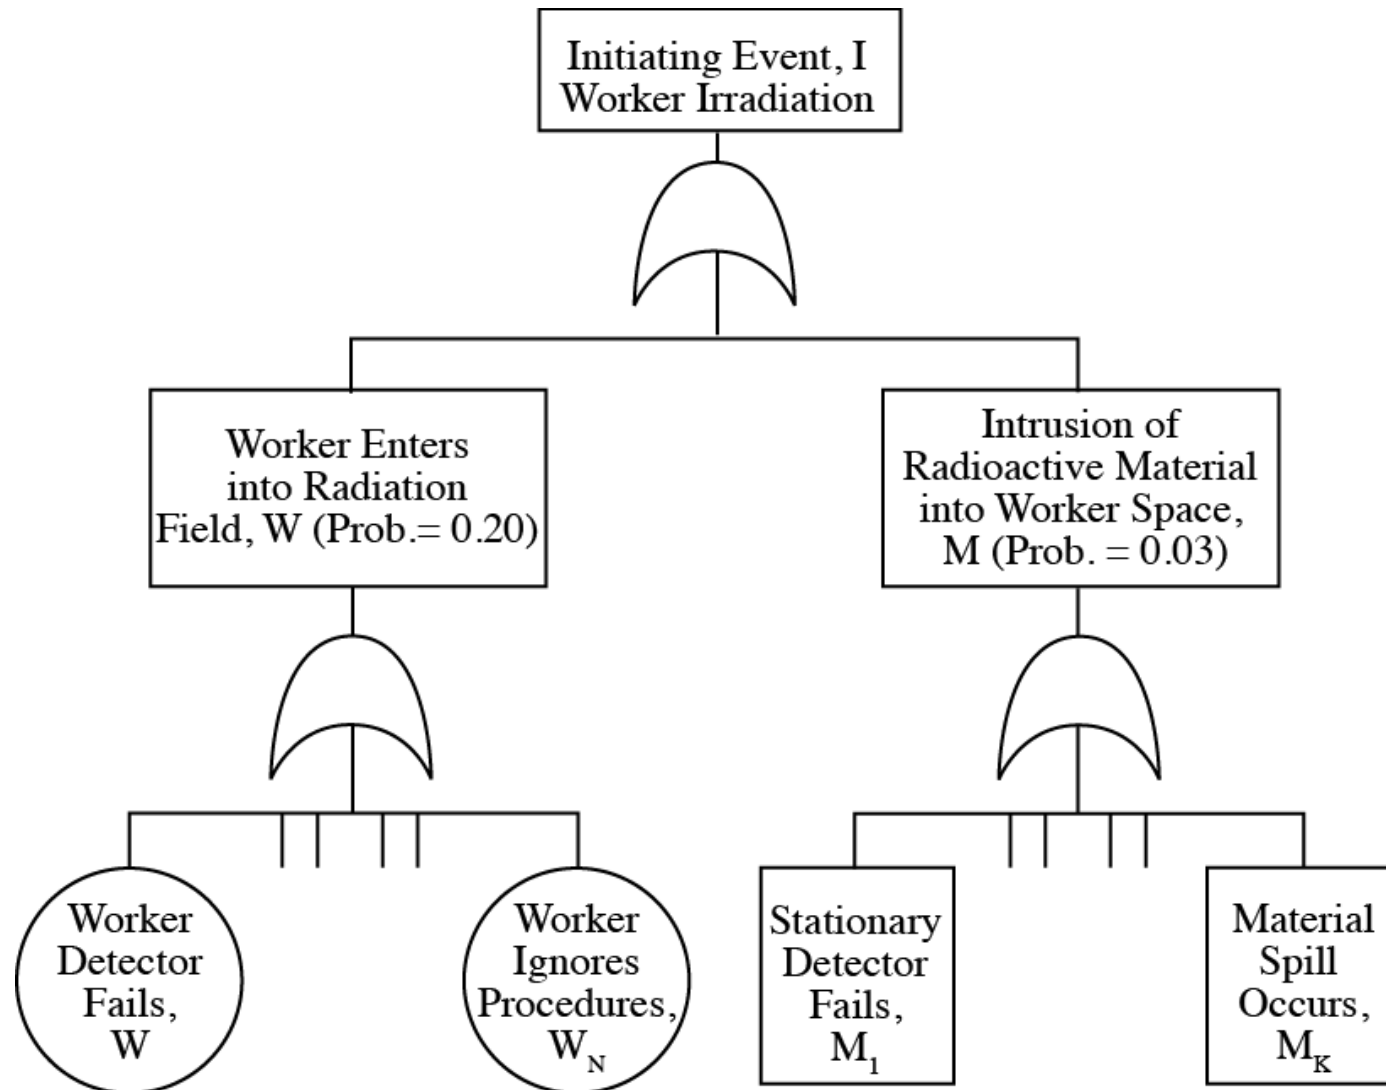 Initiating Event, I
Worker Irradiation
Worker Enters
into Radiation
Field, W (Prob.= 0.20)
Intrusion of
Radioactive Material
into Worker Space,
M (Prob. = 0.03)
Worker
Detector
Fails,
W
Worker
Ignores
Procedures,
W_N
Stationary
Detector
Fails,
M_1
Material
Spill
Occurs,
M_K